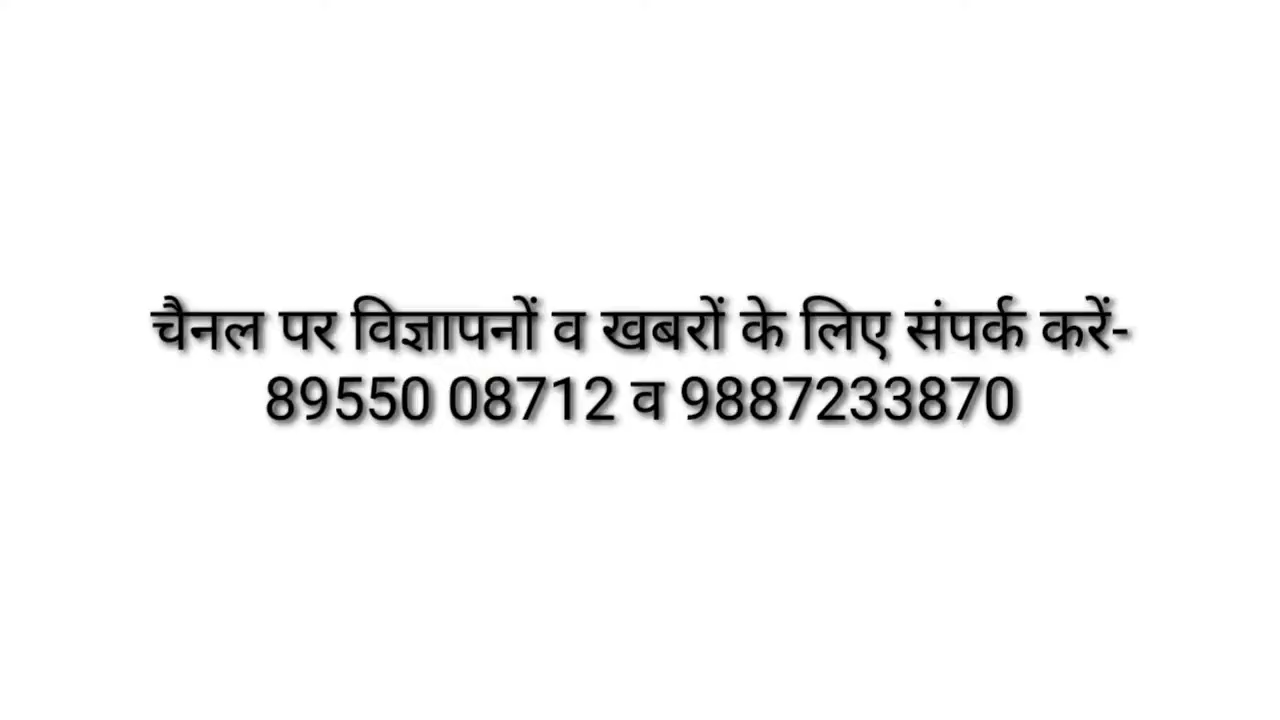 चैनल पर विज्ञापनों व खबरों के लिए संपर्क करें-
89550 08712 व 9887233870